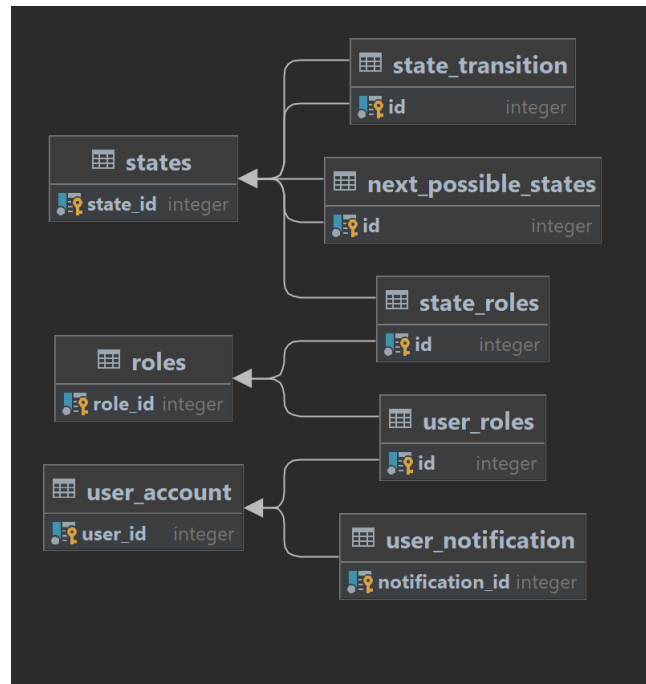 state_transition
id integer
states
state_id integer
next_possible_states
id integer
state_roles
id integer
roles
role_id integer
user_roles
id integer
user_account
user_id integer
user_notification
notification_id integer